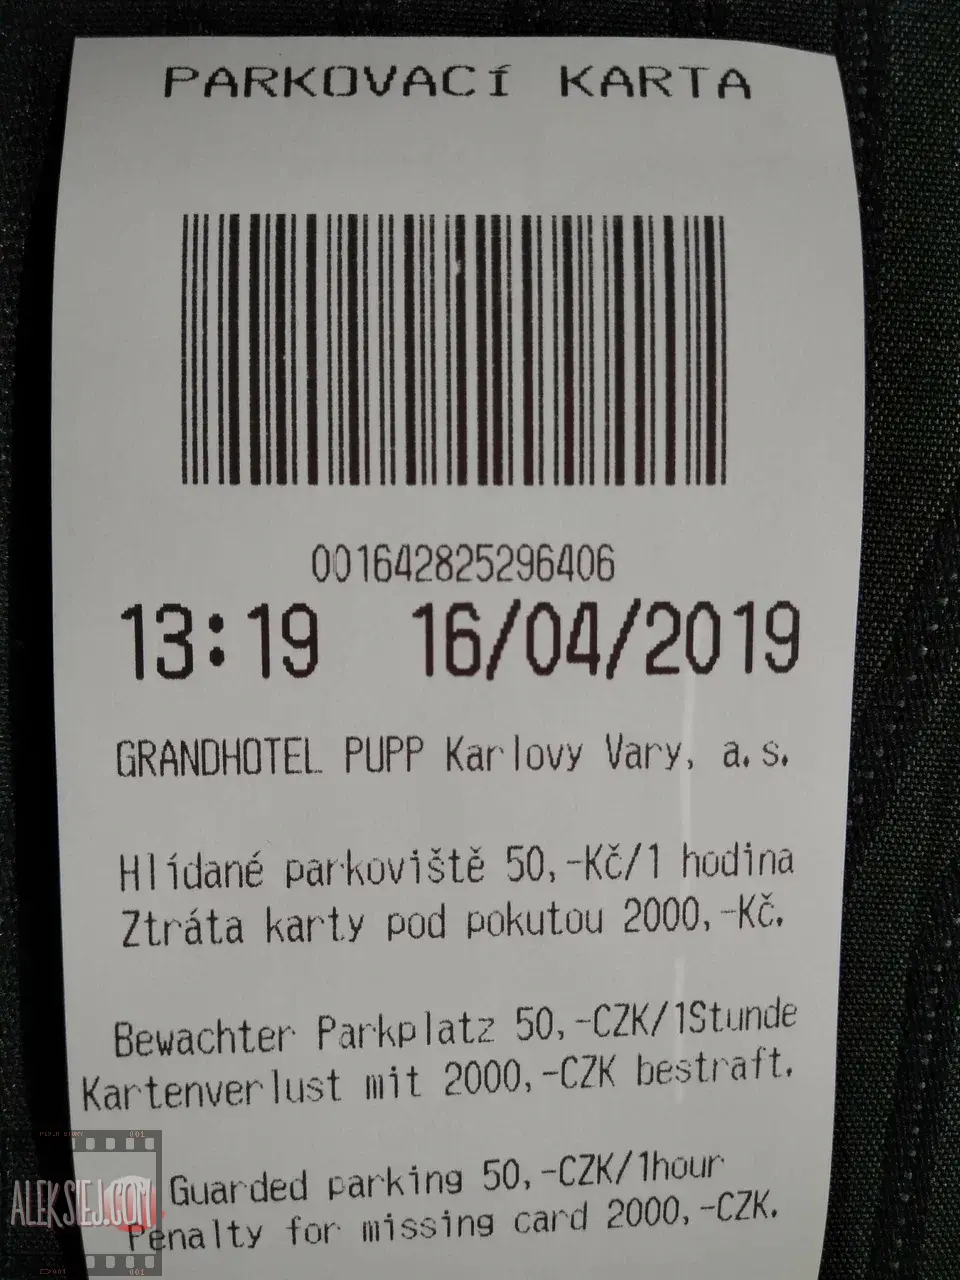 PARKOVACÍ KARTA
001642825296406
13:19 16/04/2019
GRANDHOTEL PUPP Karlovy Vary, a.s.
Hlídané parkoviště 50,-Kč/1 hodina
Ztráta karty pod pokutou 2000,-Kč.
Bewachter Parkplatz 50,-CZK/1Stunde
Kartenverlust mit 2000,-CZK bestraft.
Guarded parking 50,-CZK/1hour
Penalty for missing card 2000,-CZK.
001
ALEKSIEJ.COM
001